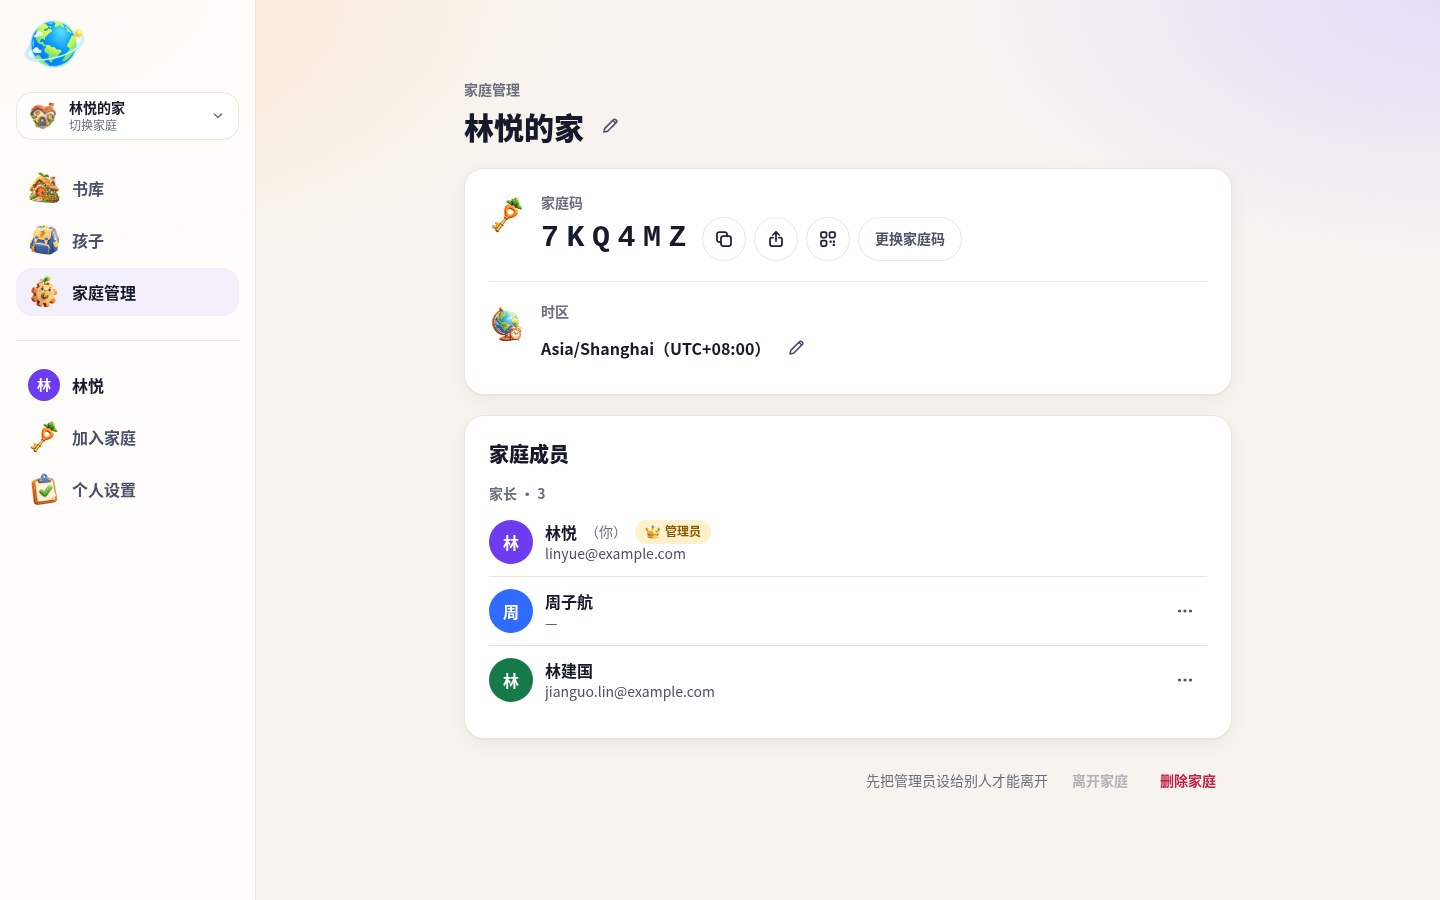 林悦的家
切换家庭
书库
孩子
家庭管理
林
林悦
加入家庭
个人设置
家庭管理
林悦的家
家庭码
7KQ4MZ
更换家庭码
时区
Asia/Shanghai（UTC+08:00）
家庭成员
家长 · 3
林
林悦 （你） 管理员
linyue@example.com
周
周子航
—
林
林建国
jianguo.lin@example.com
先把管理员设给别人才能离开 离开家庭 删除家庭